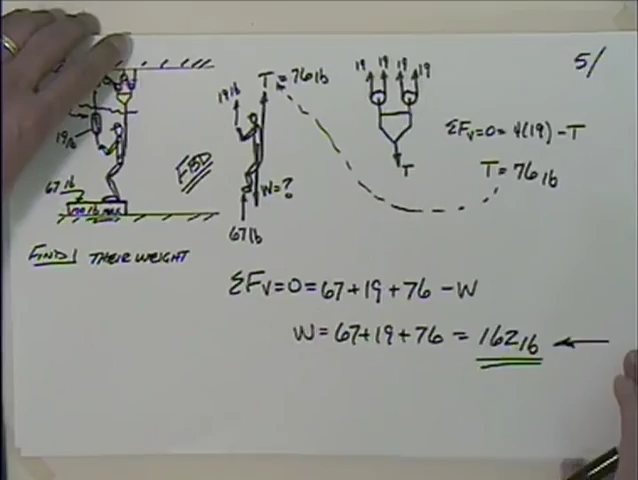 5/
19 19 19 19
T = 76 lb
19 lb
ΣFv=0= 4(19) - T
19 lb
FBD
T
T = 76 lb
67 lb
W=?
67 lb
FIND: THEIR WEIGHT
ΣFv=0=67+19+76 -W
W=67+19+76 = 162 lb